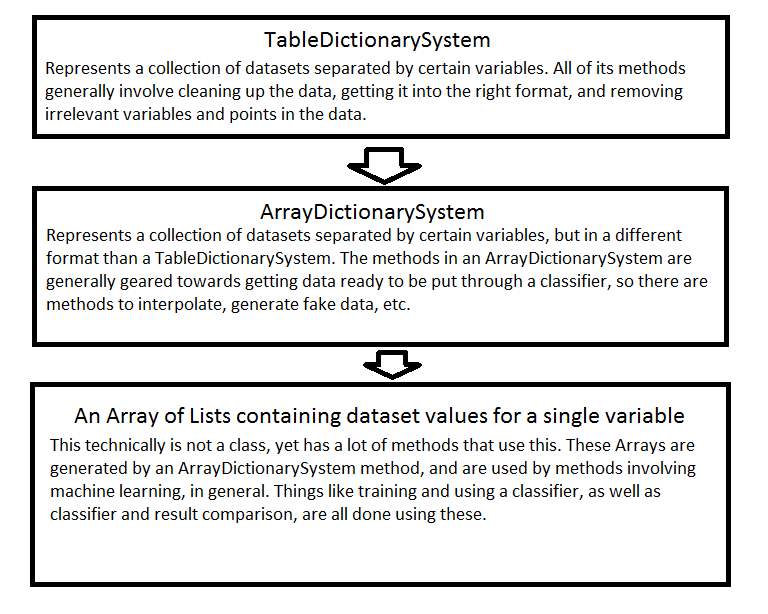 TableDictionarySystem
Represents a collection of datasets separated by certain variables. All of its methods
generally involve cleaning up the data, getting it into the right format, and removing
irrelevant variables and points in the data.
ArrayDictionarySystem
Represents a collection of datasets separated by certain variables, but in a different
format than a TableDictionarySystem. The methods in an ArrayDictionarySystem are
generally geared towards getting data ready to be put through a classifier, so there are
methods to interpolate, generate fake data, etc.
An Array of Lists containing dataset values for a single variable
This technically is not a class, yet has a lot of methods that use this. These Arrays are
generated by an ArrayDictionarySystem method, and are used by methods involving
machine learning, in general. Things like training and using a classifier, as well as
classifier and result comparison, are all done using these.